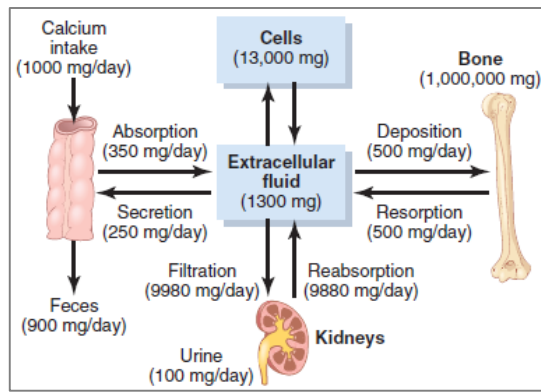 Calcium
intake
(1000 mg/day)
Cells
(13,000 mg)
Bone
(1,000,000 mg)
Absorption
(350 mg/day)
Extracellular
fluid
(1300 mg)
Deposition
(500 mg/day)
Secretion
(250 mg/day)
Resorption
(500 mg/day)
Feces
(900 mg/day)
Filtration
(9980 mg/day)
Reabsorption
(9880 mg/day)
Kidneys
Urine
(100 mg/day)